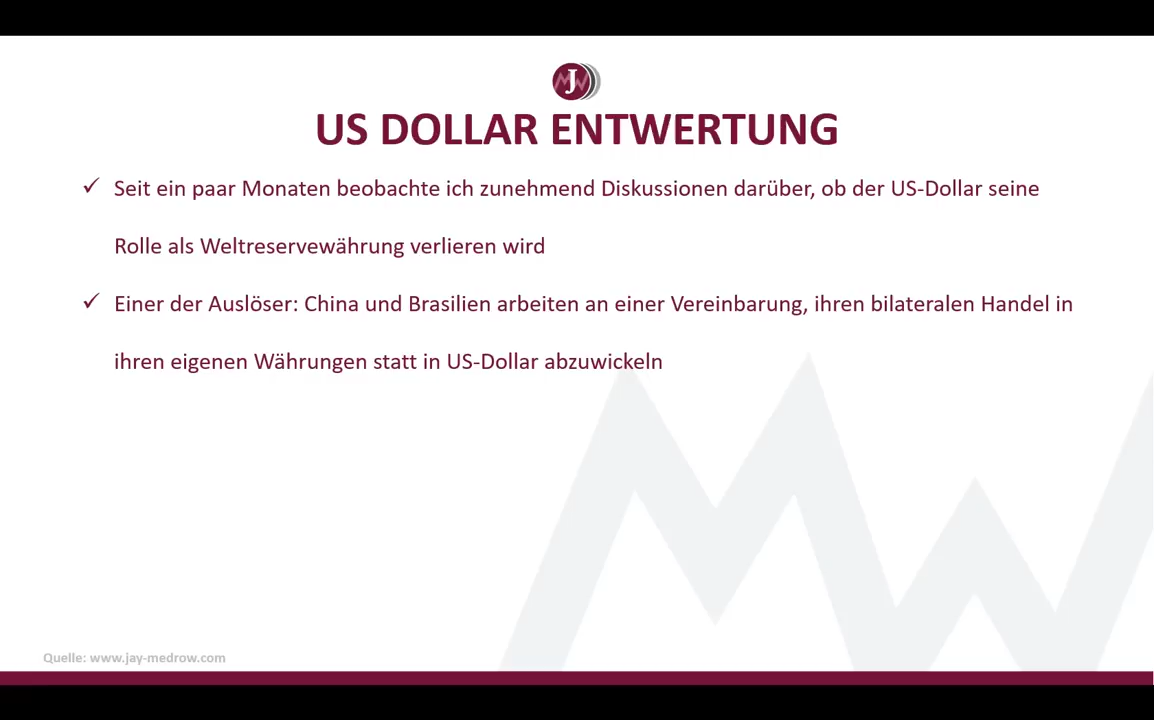 J
US DOLLAR ENTWERTUNG
✓ Seit ein paar Monaten beobachte ich zunehmend Diskussionen darüber, ob der US-Dollar seine
Rolle als Weltreservewährung verlieren wird
✓ Einer der Auslöser: China und Brasilien arbeiten an einer Vereinbarung, ihren bilateralen Handel in
ihren eigenen Währungen statt in US-Dollar abzuwickeln
Quelle: www.jay-medrow.com